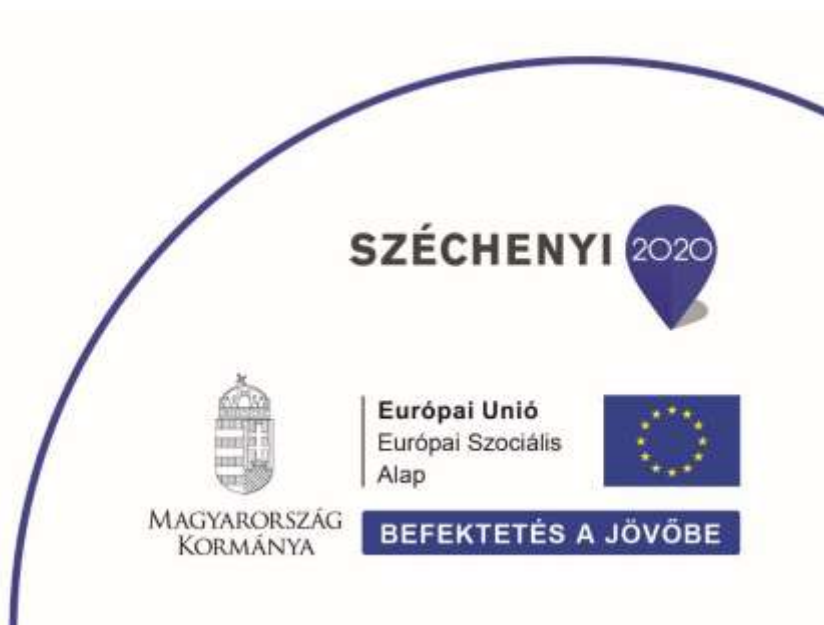 SZÉCHENYI 2020
Európai Unió
Európai Szociális
Alap
MAGYARORSZÁG
KORMÁNYA
BEFEKTETÉS A JÖVŐBE